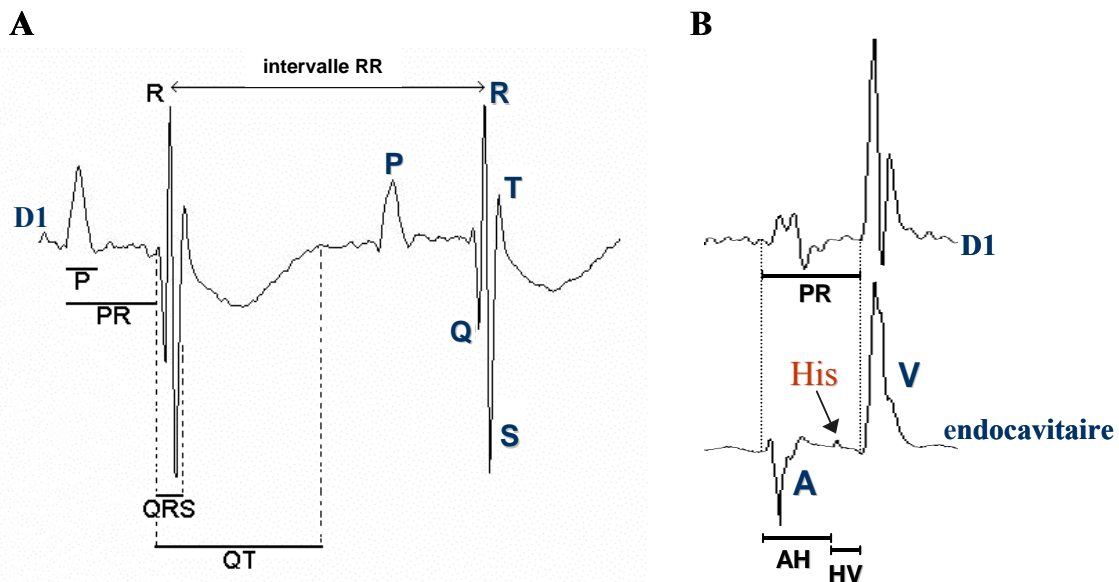 A
intervalle RR
R
R
P
T
D1
P
PR
Q
S
QRS
QT
B
D1
PR
His
V
endocavitaire
A
AH
HV